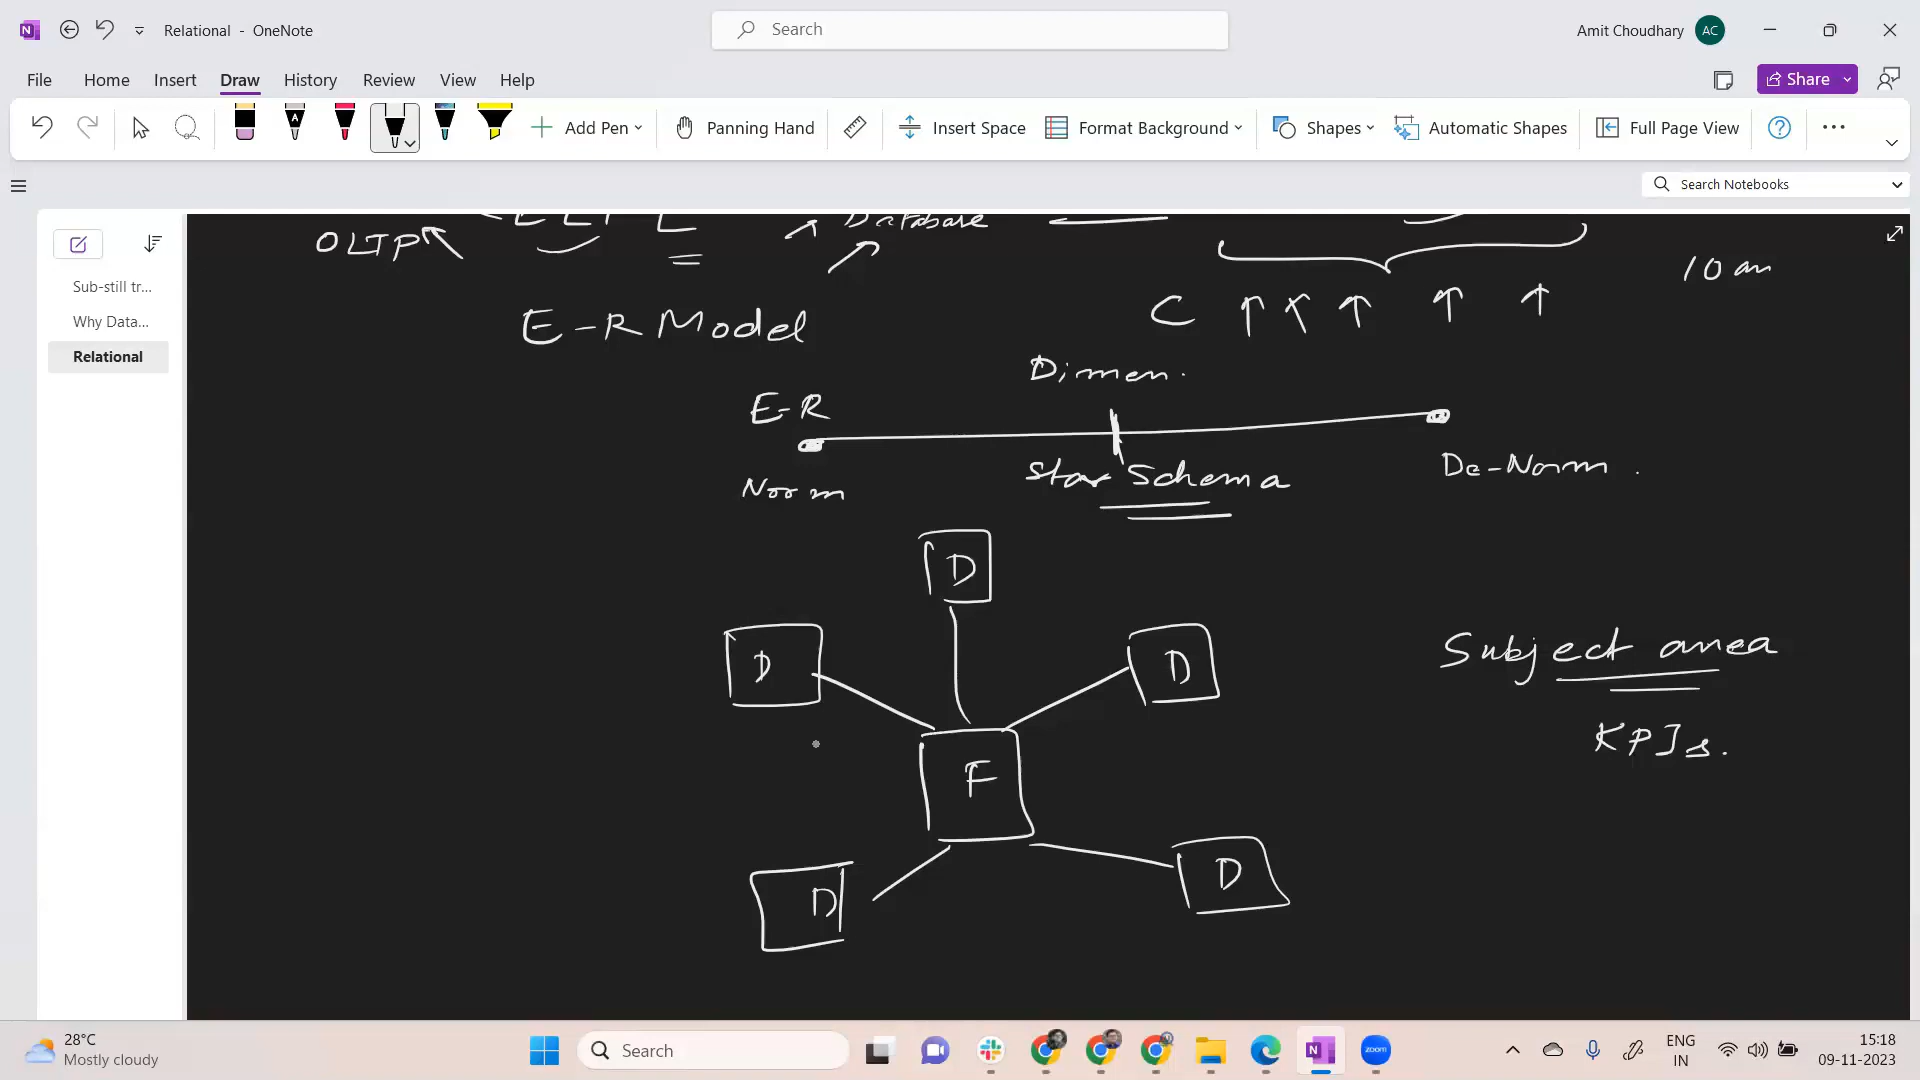 Relational - OneNote
Search
Amit Choudhary
AC
File Home Insert Draw History Review View Help
Share
Add Pen
Panning Hand
Insert Space
Format Background
Shapes
Automatic Shapes
Full Page View
Search Notebooks
Sub-still tr...
Why Data...
Relational
Database
OLTP
10 am
E-R Model
C
Dimen.
E-R
Star Schema
De-Norm.
Norm
D
D
D
Subject area
KPIs.
F
D
D
28°C
Mostly cloudy
Search
zoom
ENG
IN
15:18
09-11-2023